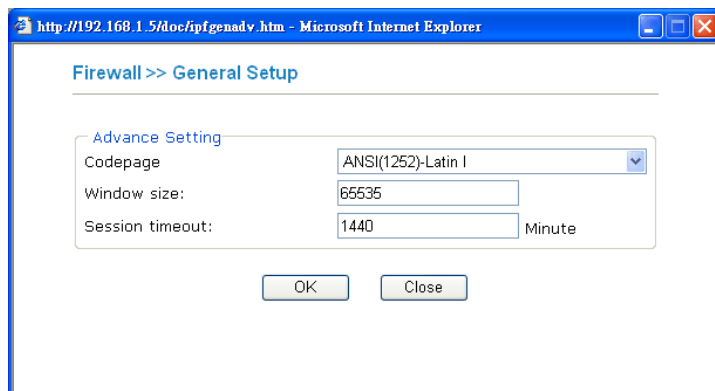 http://192.168.1.5/doc/ipfgenadv.htm - Microsoft Internet Explorer
Firewall >> General Setup
Advance Setting
Codepage ANSI(1252)-Latin I
Window size: 65535
Session timeout: 1440 Minute
OK Close